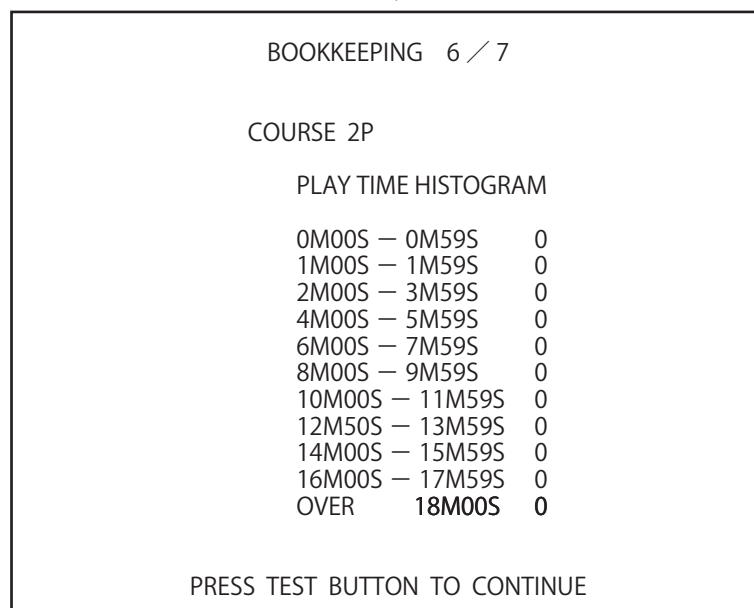 BOOKKEEPING 6／7
COURSE 2P
PLAY TIME HISTOGRAM
0M00S － 0M59S 0
1M00S － 1M59S 0
2M00S － 3M59S 0
4M00S － 5M59S 0
6M00S － 7M59S 0
8M00S － 9M59S 0
10M00S － 11M59S 0
12M50S － 13M59S 0
14M00S － 15M59S 0
16M00S － 17M59S 0
OVER 18M00S 0
PRESS TEST BUTTON TO CONTINUE